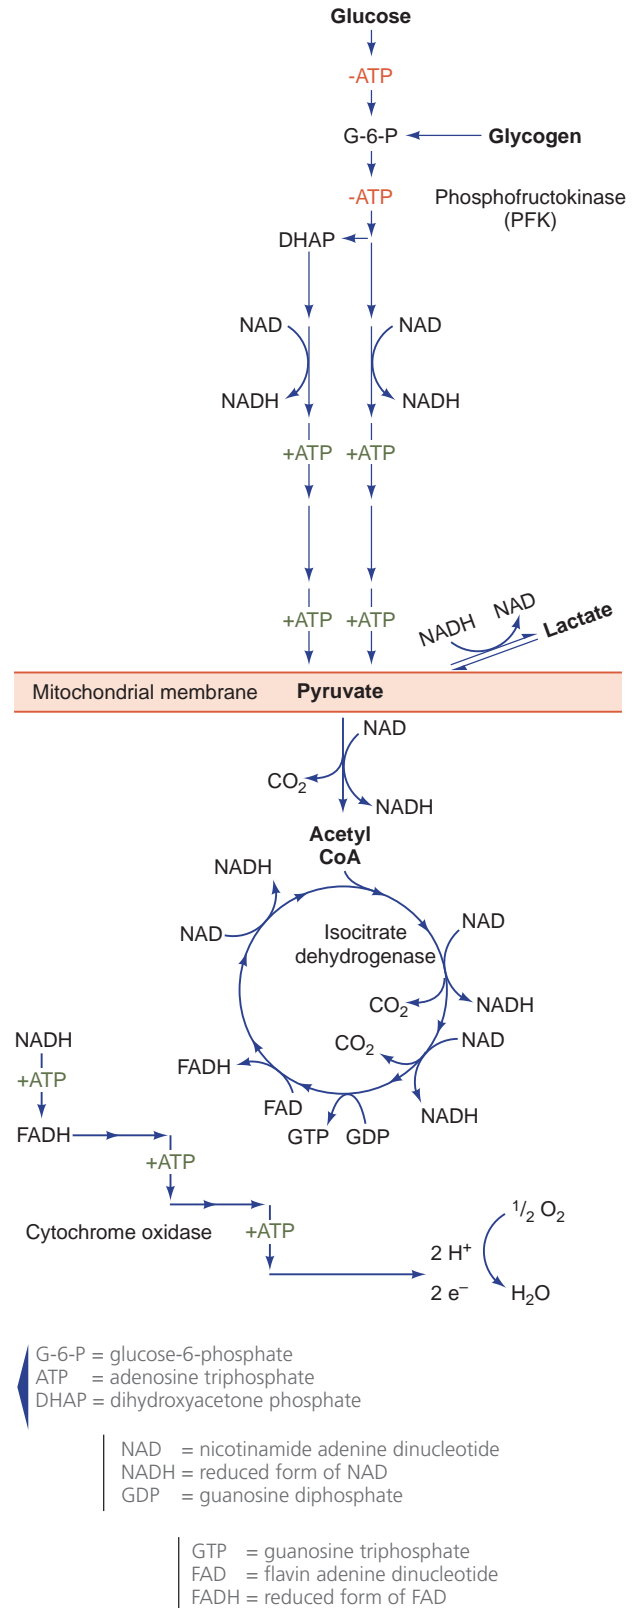 Glucose
-ATP
G-6-P
Glycogen
-ATP
Phosphofructokinase
(PFK)
DHAP
NAD
NAD
NADH
NADH
+ATP
+ATP
+ATP
+ATP
NADH
NAD
Lactate
Mitochondrial membrane
Pyruvate
NAD
CO2
NADH
Acetyl
CoA
NADH
NAD
NAD
Isocitrate
dehydrogenase
CO2
NADH
NADH
CO2
NAD
+ATP
FADH
FAD
NADH
FADH
GTP
GDP
+ATP
1/2 O2
Cytochrome oxidase
+ATP
2 H+
2 e–
H2O
G-6-P = glucose-6-phosphate
ATP = adenosine triphosphate
DHAP = dihydroxyacetone phosphate
NAD = nicotinamide adenine dinucleotide
NADH = reduced form of NAD
GDP = guanosine diphosphate
GTP = guanosine triphosphate
FAD = flavin adenine dinucleotide
FADH = reduced form of FAD